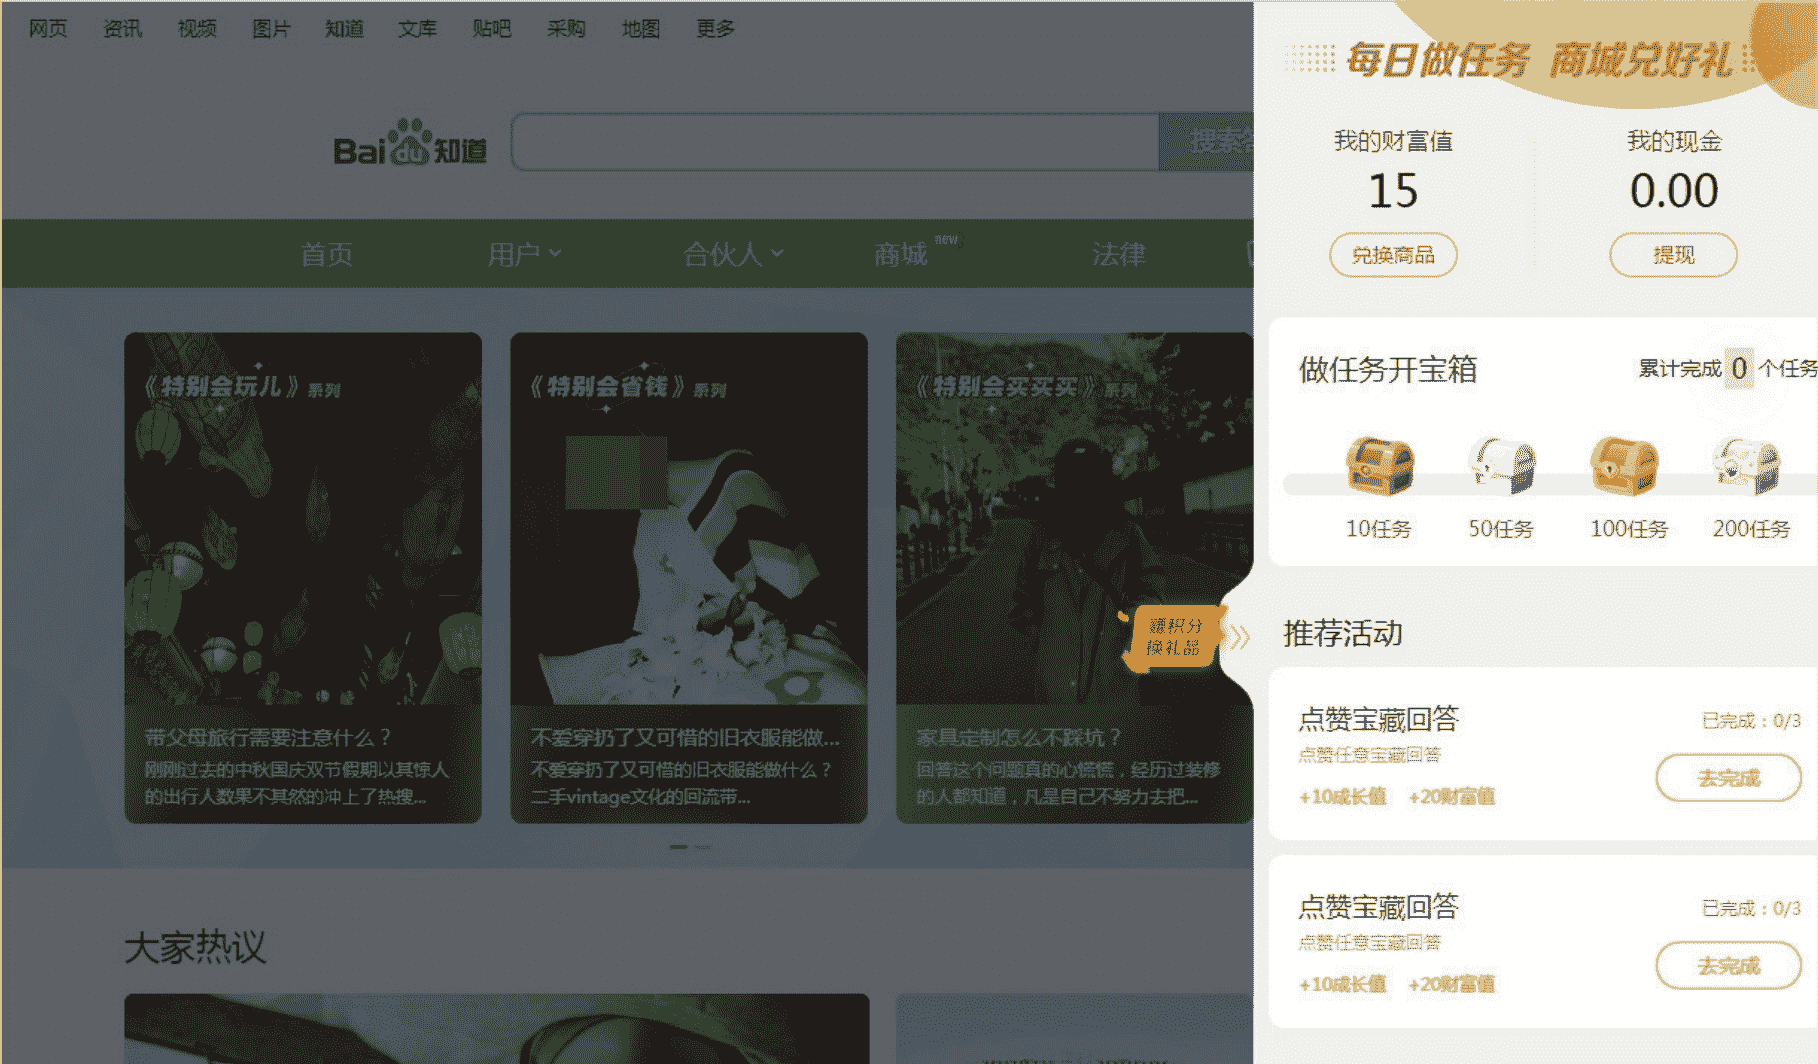 网页 资讯 视频 图片 知道 文库 贴吧 采购 地图 更多
Bai du 知道
搜索
首页 用户 合伙人 商城 new 法律
《特别会玩儿》系列
带父母旅行需要注意什么？
刚刚过去的中秋国庆双节假期以其惊人
的出行人数果不其然的冲上了热搜...
《特别会省钱》系列
不爱穿扔了又可惜的旧衣服能做...
不爱穿扔了又可惜的旧衣服能做什么？
二手vintage文化的回流带...
《特别会买买买》系列
家具定制怎么不踩坑？
回答这个问题真的心慌慌，经历过装修
的人都知道，凡是自己不努力去把...
大家热议
赚积分
换礼品
每日做任务 商城兑好礼
我的财富值 我的现金
15 0.00
兑换商品 提现
做任务开宝箱 累计完成 0 个任务
10任务 50任务 100任务 200任务
推荐活动
点赞宝藏回答 已完成：0/3
点赞任意宝藏回答
+10成长值 +20财富值 去完成
点赞宝藏回答 已完成：0/3
点赞任意宝藏回答
+10成长值 +20财富值 去完成